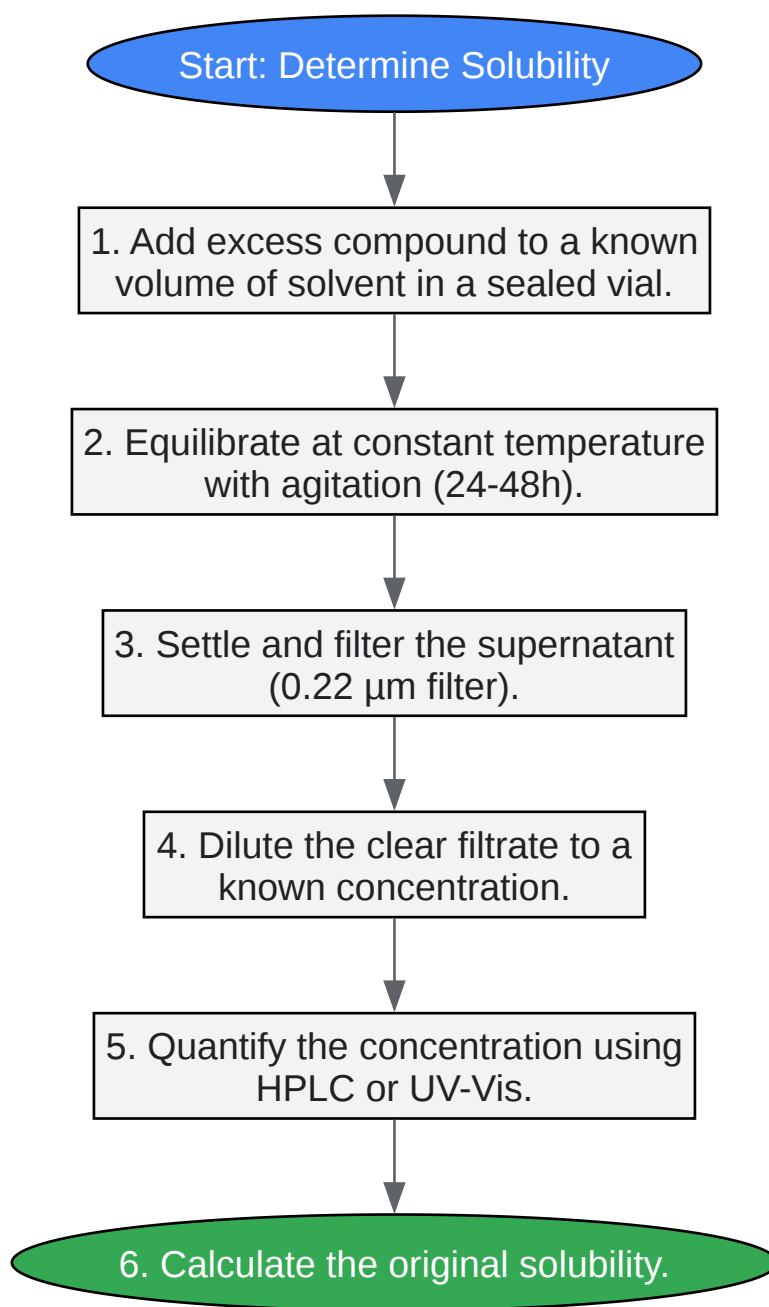 Start: Determine Solubility
1. Add excess compound to a known
volume of solvent in a sealed vial.
2. Equilibrate at constant temperature
with agitation (24-48h).
3. Settle and filter the supernatant
(0.22 µm filter).
4. Dilute the clear filtrate to a
known concentration.
5. Quantify the concentration using
HPLC or UV-Vis.
6. Calculate the original solubility.